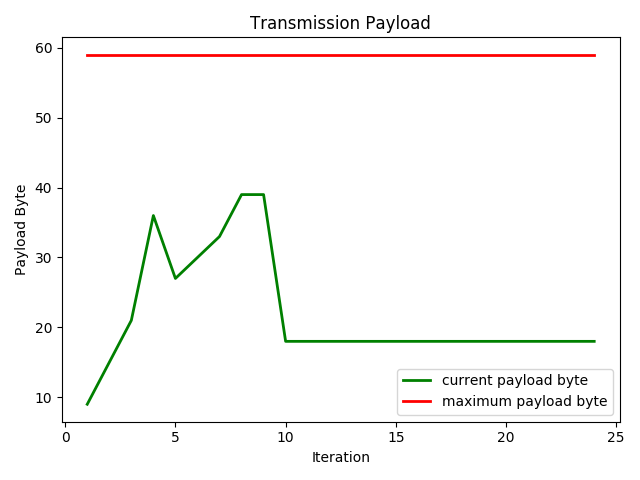 Transmission Payload
60
50
40
30
20
10
Payload Byte
current payload byte
maximum payload byte
0 5 10 15 20 25
Iteration